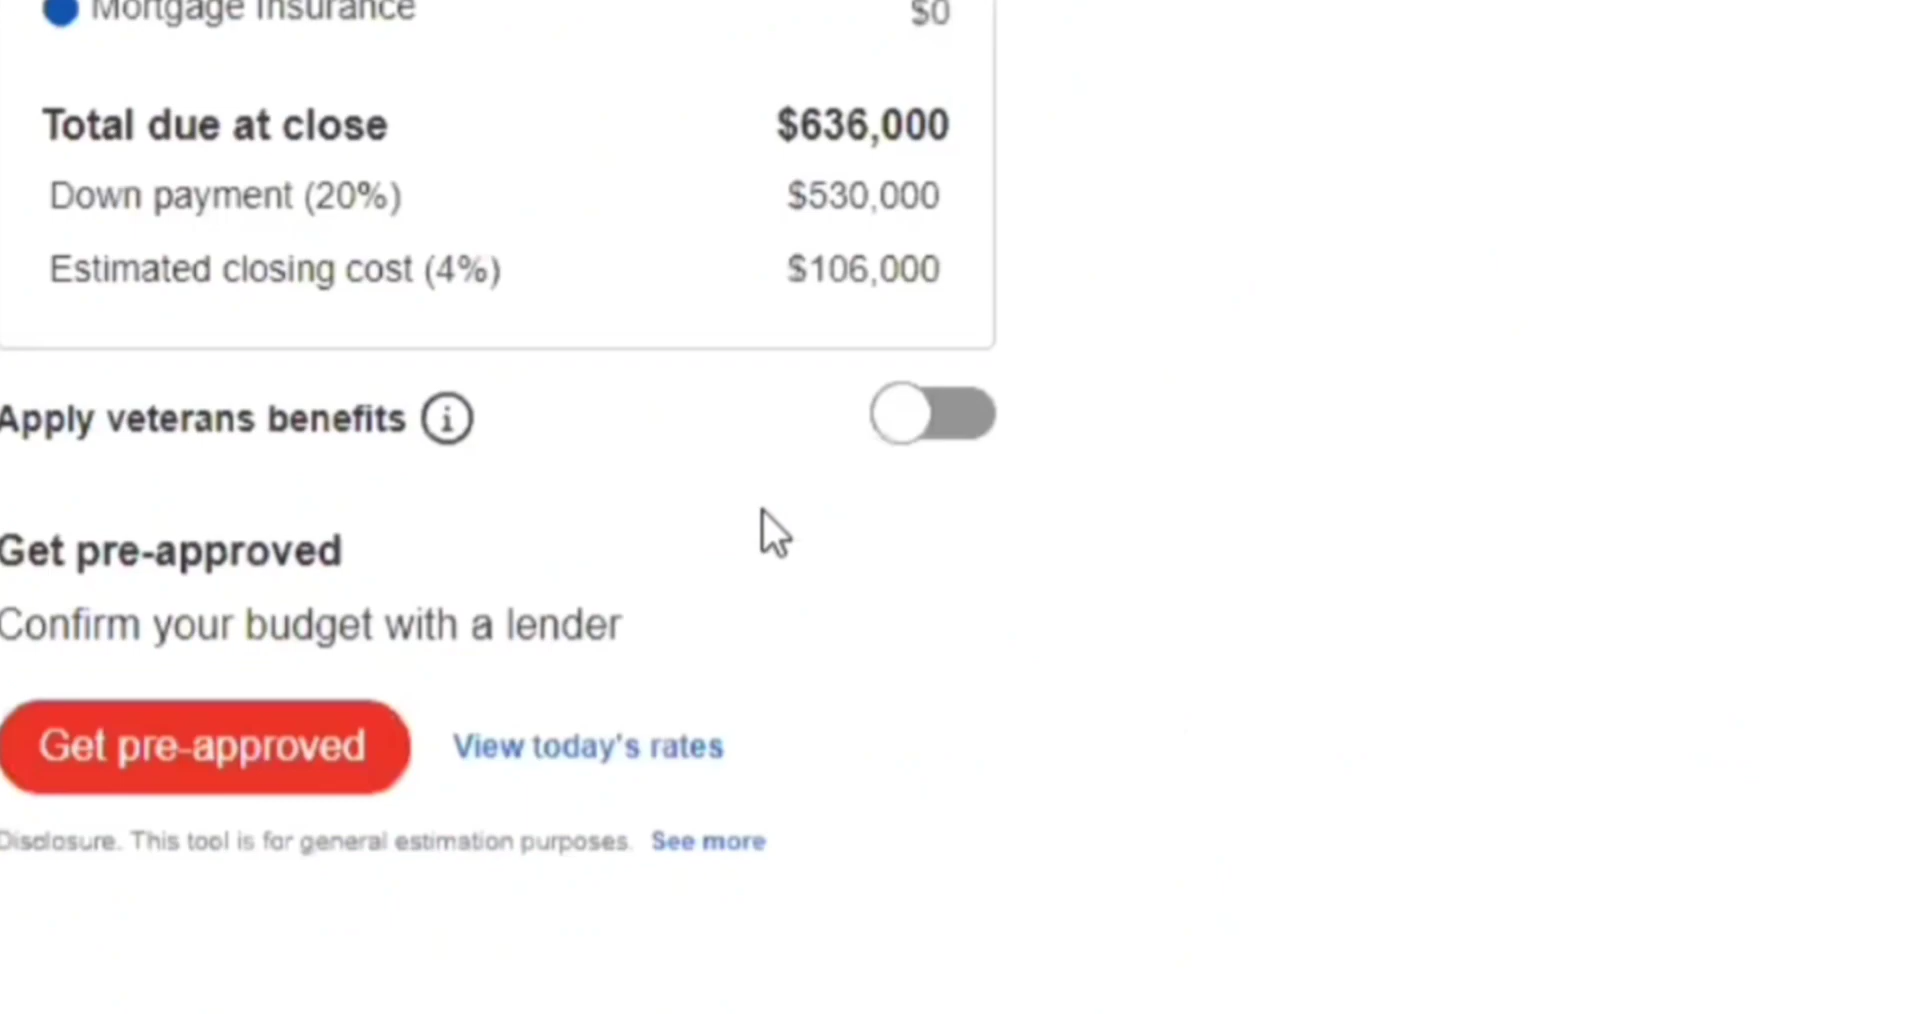 Mortgage Insurance $0
Total due at close $636,000
Down payment (20%) $530,000
Estimated closing cost (4%) $106,000
Apply veterans benefits i
Get pre-approved
Confirm your budget with a lender
Get pre-approved View today's rates
Disclosure. This tool is for general estimation purposes. See more